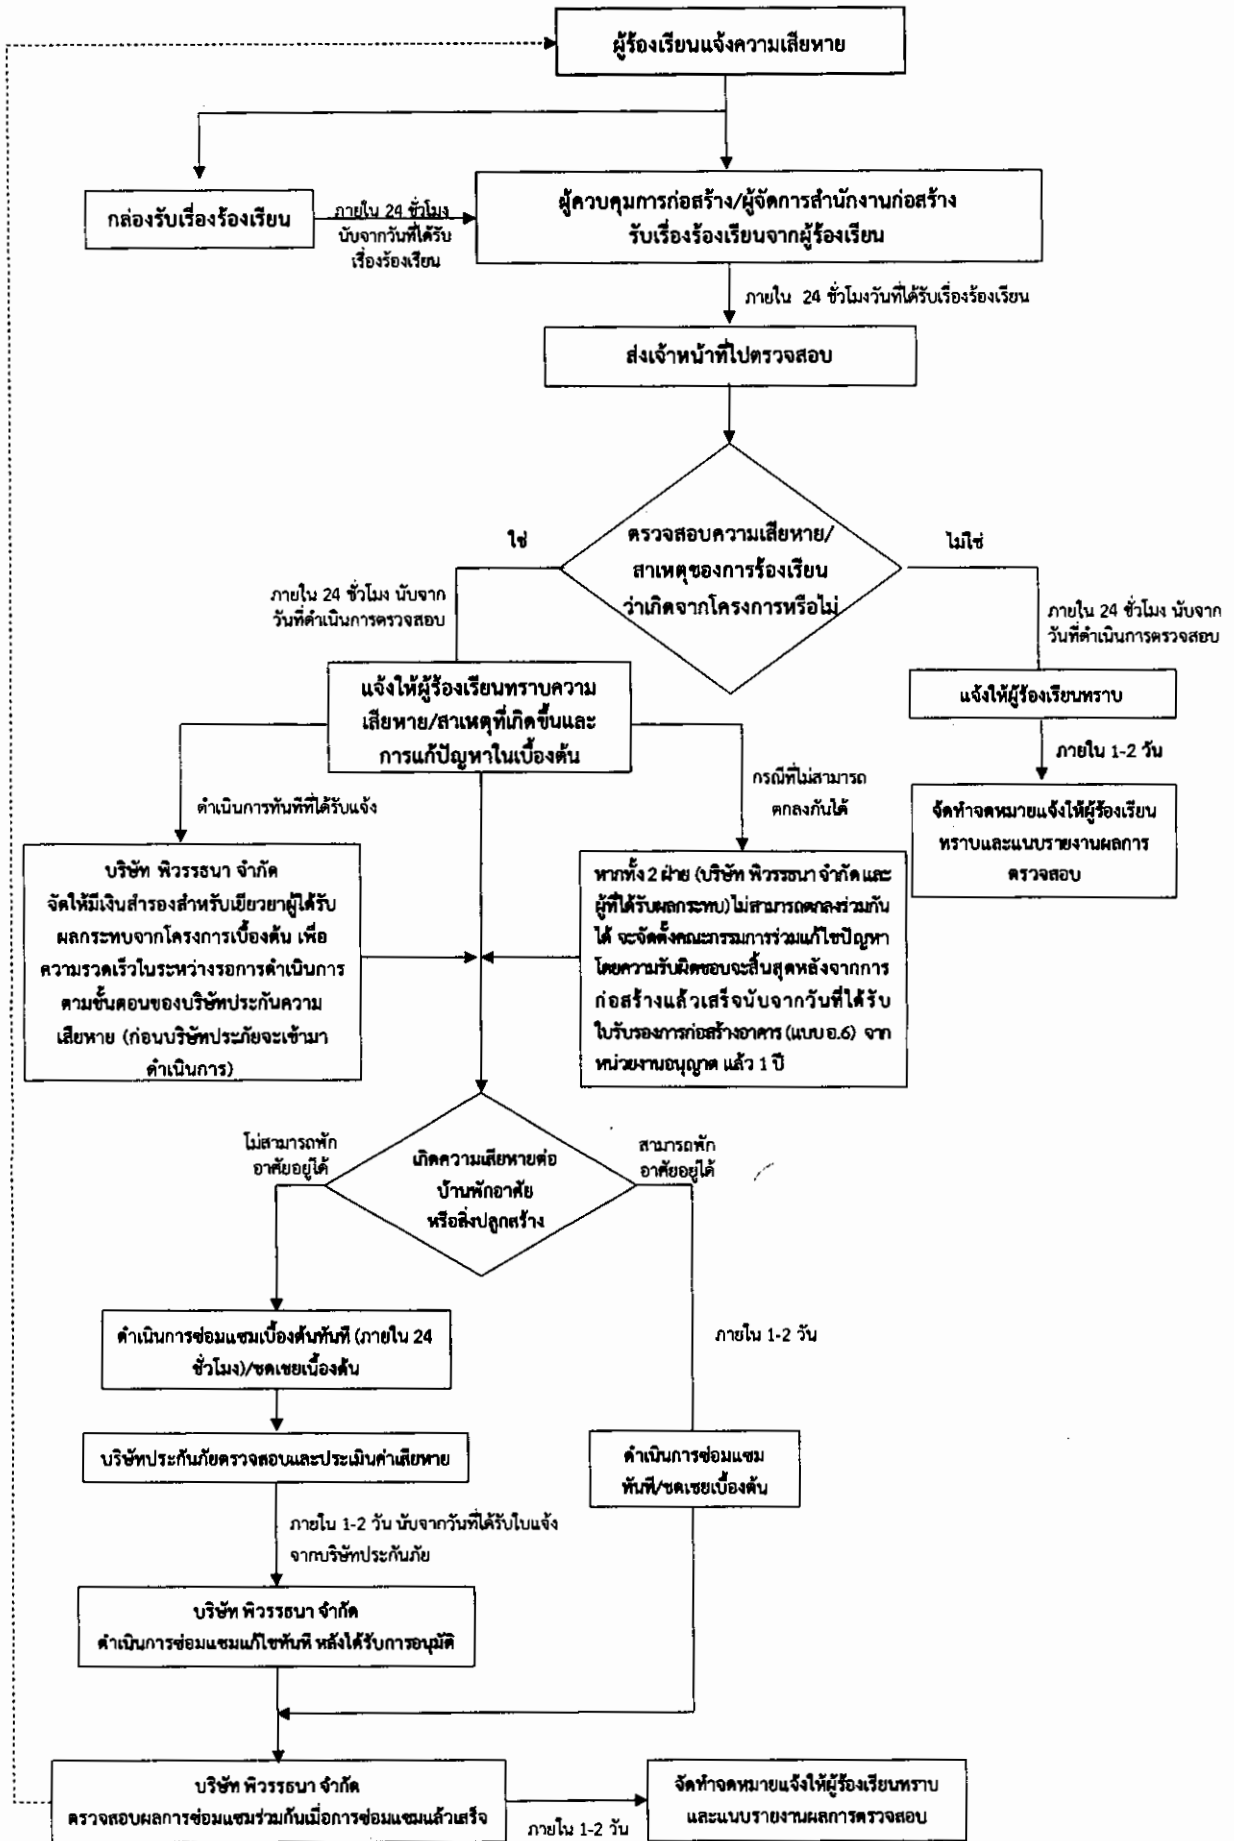 ผู้ร้องเรียนแจ้งความเสียหาย
กล่องรับเรื่องร้องเรียน
ภายใน 24 ชั่วโมง
นับจากวันที่ได้รับ
เรื่องร้องเรียน
ผู้ควบคุมการก่อสร้าง/ผู้จัดการสำนักงานก่อสร้าง
รับเรื่องร้องเรียนจากผู้ร้องเรียน
ภายใน 24 ชั่วโมงวันที่ได้รับเรื่องร้องเรียน
ส่งเจ้าหน้าที่ไปตรวจสอบ
ตรวจสอบความเสียหาย/
สาเหตุของการร้องเรียน
ว่าเกิดจากโครงการหรือไม่
ใช่
ไม่ใช่
ภายใน 24 ชั่วโมง นับจาก
วันที่ดำเนินการตรวจสอบ
ภายใน 24 ชั่วโมง นับจาก
วันที่ดำเนินการตรวจสอบ
แจ้งให้ผู้ร้องเรียนทราบความ
เสียหาย/สาเหตุที่เกิดขึ้นและ
การแก้ปัญหาในเบื้องต้น
แจ้งให้ผู้ร้องเรียนทราบ
ภายใน 1-2 วัน
จัดทำจดหมายแจ้งให้ผู้ร้องเรียน
ทราบและแนบรายงานผลการ
ตรวจสอบ
ดำเนินการทันทีที่ได้รับแจ้ง
กรณีที่ไม่สามารถ
ตกลงกันได้
บริษัท พิวรรธนา จำกัด
จัดให้มีเงินสำรองสำหรับเยียวยาผู้ได้รับ
ผลกระทบจากโครงการเบื้องต้น เพื่อ
ความรวดเร็วในระหว่างรอการดำเนินการ
ตามขั้นตอนของบริษัทประกันความ
เสียหาย (ก่อนบริษัทประภัยจะเข้ามา
ดำเนินการ)
หากทั้ง 2 ฝ่าย (บริษัท พิวรรธนา จำกัด และ
ผู้ที่ได้รับผลกระทบ) ไม่สามารถตกลงร่วมกัน
ได้ จะจัดตั้งคณะกรรมการร่วมแก้ไขปัญหา
โดยความรับผิดชอบจะสิ้นสุดหลังจากการ
ก่อสร้างแล้วเสร็จนับจากวันที่ได้รับ
ใบรับรองการก่อสร้างอาคาร (แบบ อ.6) จาก
หน่วยงานอนุญาต แล้ว 1 ปี
ไม่สามารถพัก
อาศัยอยู่ได้
สามารถพัก
อาศัยอยู่ได้
เกิดความเสียหายต่อ
บ้านพักอาศัย
หรือสิ่งปลูกสร้าง
ดำเนินการซ่อมแซมเบื้องต้นทันที (ภายใน 24
ชั่วโมง)/ชดเชยเบื้องต้น
ภายใน 1-2 วัน
บริษัทประกันภัยตรวจสอบและประเมินค่าเสียหาย
ดำเนินการซ่อมแซม
ทันที/ชดเชยเบื้องต้น
ภายใน 1-2 วัน นับจากวันที่ได้รับใบแจ้ง
จากบริษัทประกันภัย
บริษัท พิวรรธนา จำกัด
ดำเนินการซ่อมแซมแก้ไขทันที หลังได้รับการอนุมัติ
บริษัท พิวรรธนา จำกัด
ตรวจสอบผลการซ่อมแซมร่วมกันเมื่อการซ่อมแซมแล้วเสร็จ
ภายใน 1-2 วัน
จัดทำจดหมายแจ้งให้ผู้ร้องเรียนทราบ
และแนบรายงานผลการตรวจสอบ